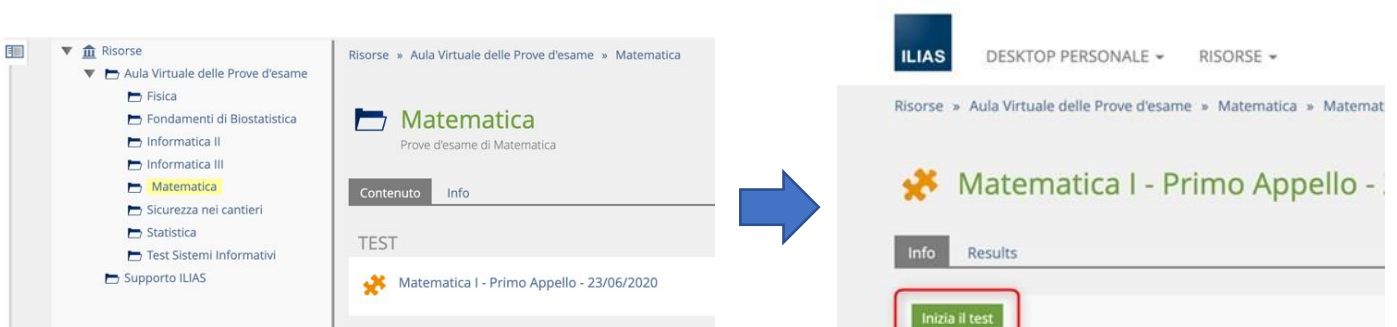 Risorse
Aula Virtuale delle Prove d'esame
Fisica
Fondamenti di Biostatistica
Informatica II
Informatica III
Matematica
Sicurezza nei cantieri
Statistica
Test Sistemi Informativi
Supporto ILIAS
Risorse » Aula Virtuale delle Prove d'esame » Matematica
Matematica
Prove d'esame di Matematica
Contenuto Info
TEST
Matematica I - Primo Appello - 23/06/2020
ILIAS
DESKTOP PERSONALE RISORSE
Risorse » Aula Virtuale delle Prove d'esame » Matematica » Matemat
Matematica I - Primo Appello -
Info Results
Inizia il test